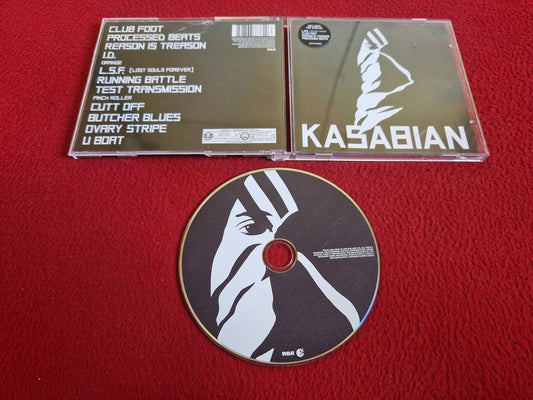 CLUB FOOT
PROCESSED BEATS
REASON IS TREASON
I.D.
ORANGE
L.S.F. (LOST SOULS FOREVER)
RUNNING BATTLE
TEST TRANSMISSION
PINCH ROLLER
CUTT OFF
BUTCHER BLUES
OVARY STRIPE
U BOAT
KASABIAN
RCA